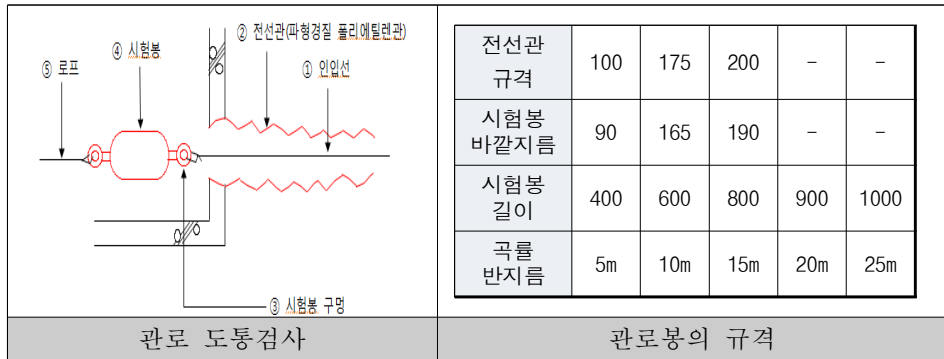 ② 전선관(파형경질 폴리에틸렌관)
④ 시험봉
① 인입선
⑤ 로프
③ 시험봉 구멍
전선관 규격 100 175 200 - -
시험봉 바깥지름 90 165 190 - -
시험봉 길이 400 600 800 900 1000
곡률 반지름 5m 10m 15m 20m 25m
관로 도통검사
관로봉의 규격